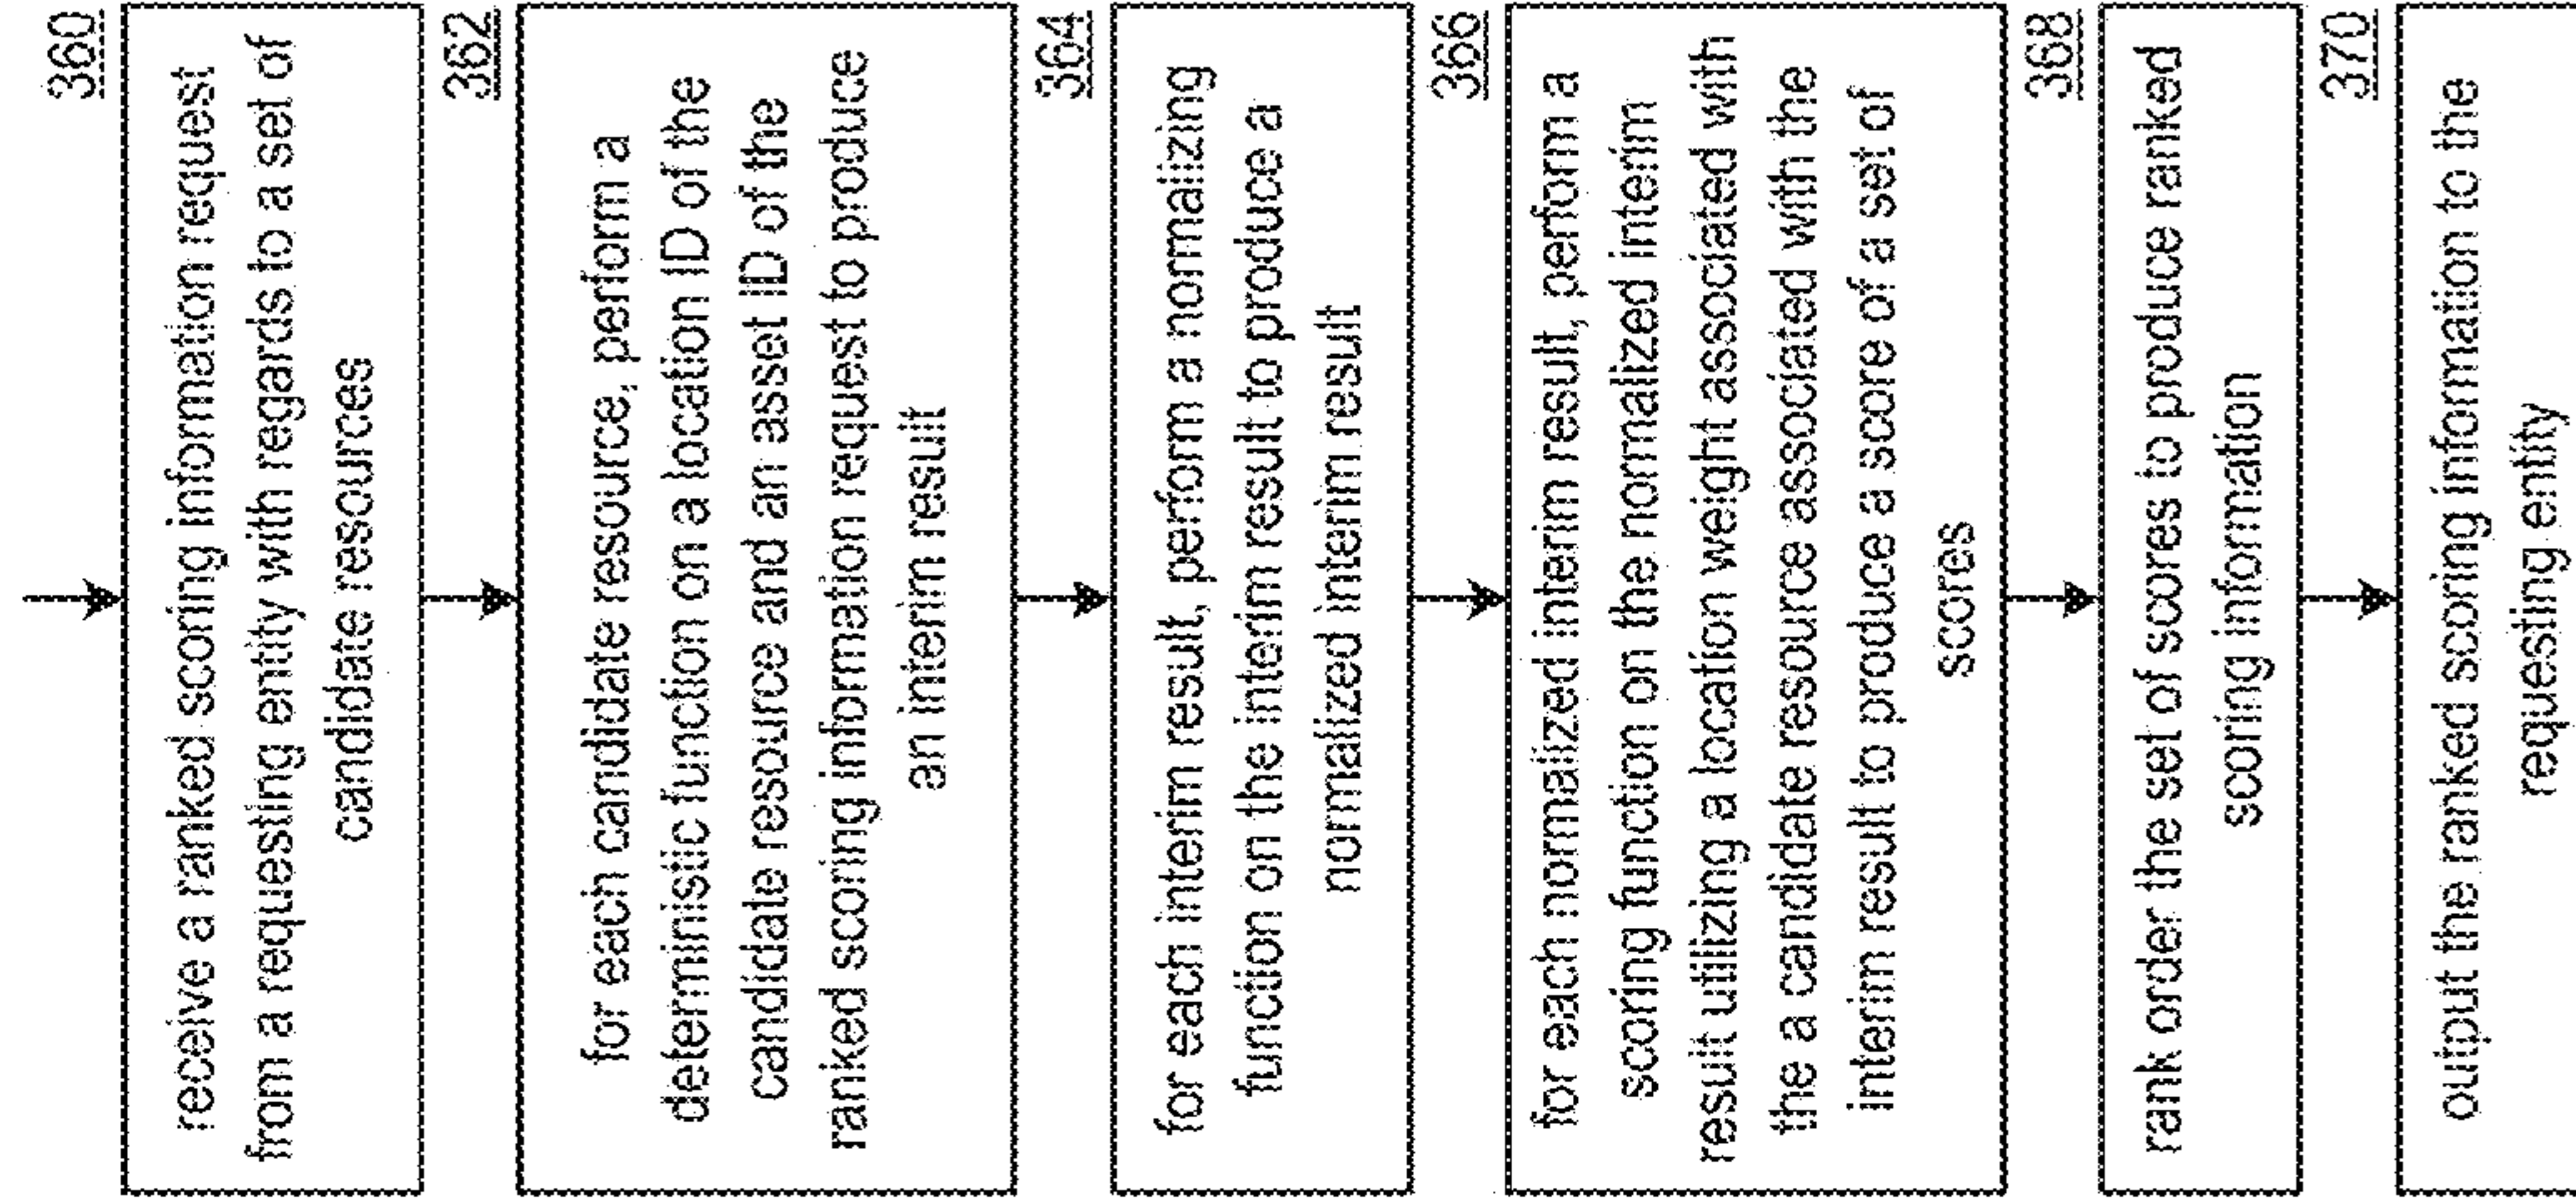 360
receive a ranked scoring information request
from a requesting entity with regards to a set of
candidate resources
362
for each candidate resource, perform a
deterministic function on a location ID of the
candidate resource and an asset ID of the
ranked scoring information request to produce
an interim result
364
for each interim result, perform a normalizing
function on the interim result to produce a
normalized interim result
366
for each normalized interim result, perform a
scoring function on the normalized interim
result utilizing a location weight associated with
the a candidate resource associated with the
interim result to produce a score of a set of
scores
368
rank order the set of scores to produce ranked
scoring information
370
output the ranked scoring information to the
requesting entity